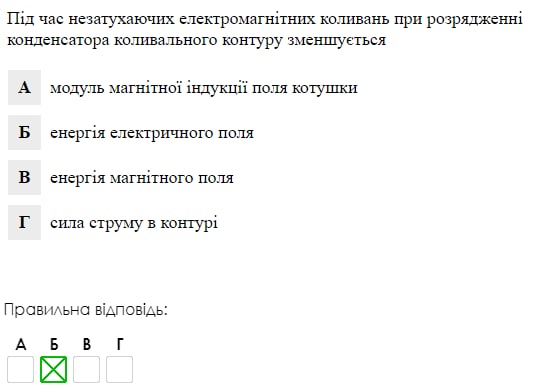 Під час незатухаючих електромагнітних коливань при розрядженні
конденсатора коливального контуру зменшується
А модуль магнітної індукції поля котушки
Б енергія електричного поля
В енергія магнітного поля
Г сила струму в контурі
Правильна відповідь:
А Б В Г